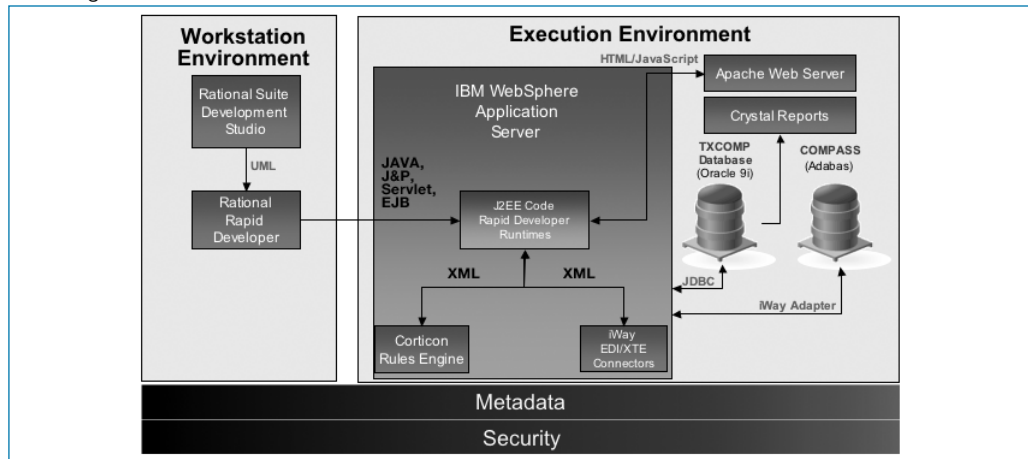 Workstation
Environment
Rational Suite
Development
Studio
UML
Rational
Rapid
Developer
Execution Environment
HTML/JavaScript
IBM WebSphere
Application
Server
Apache Web Server
Crystal Reports
TXCOMP
Database
(Oracle 9i)
COMPASS
(Adabas)
JAVA,
J&P,
Servlet,
EJB
J2EE Code
Rapid Developer
Runtimes
XML
XML
JDBC
iWay Adapter
Corticon
Rules Engine
iWay
EDI/XTE
Connectors
Metadata
Security